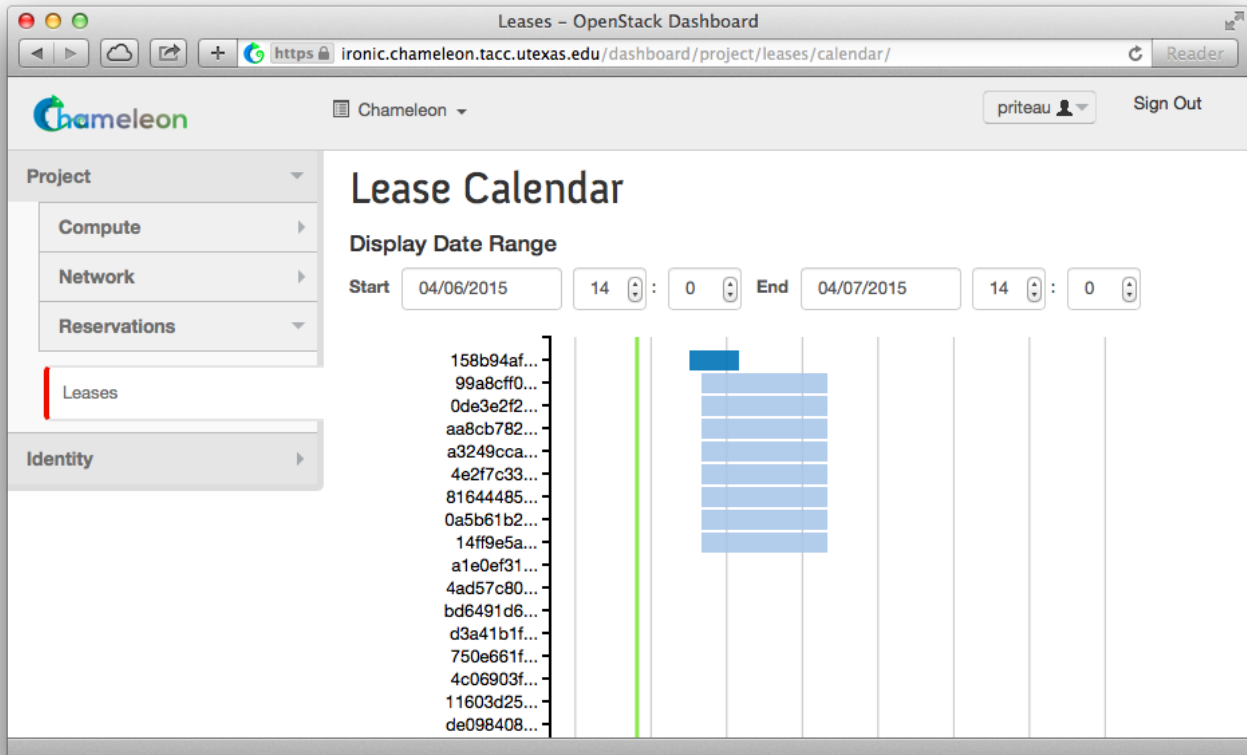 Leases – OpenStack Dashboard
https ironic.chameleon.tacc.utexas.edu/dashboard/project/leases/calendar/ Reader
Chameleon Chameleon priteau Sign Out
Project
Compute
Network
Reservations
Leases
Identity
Lease Calendar
Display Date Range
Start 04/06/2015 14 : 0 End 04/07/2015 14 : 0
158b94af...
99a8cff0...
0de3e2f2...
aa8cb782...
a3249cca...
4e2f7c33...
81644485...
0a5b61b2...
14ff9e5a...
a1e0ef31...
4ad57c80...
bd6491d6...
d3a41b1f...
750e661f...
4c06903f...
11603d25...
de098408...